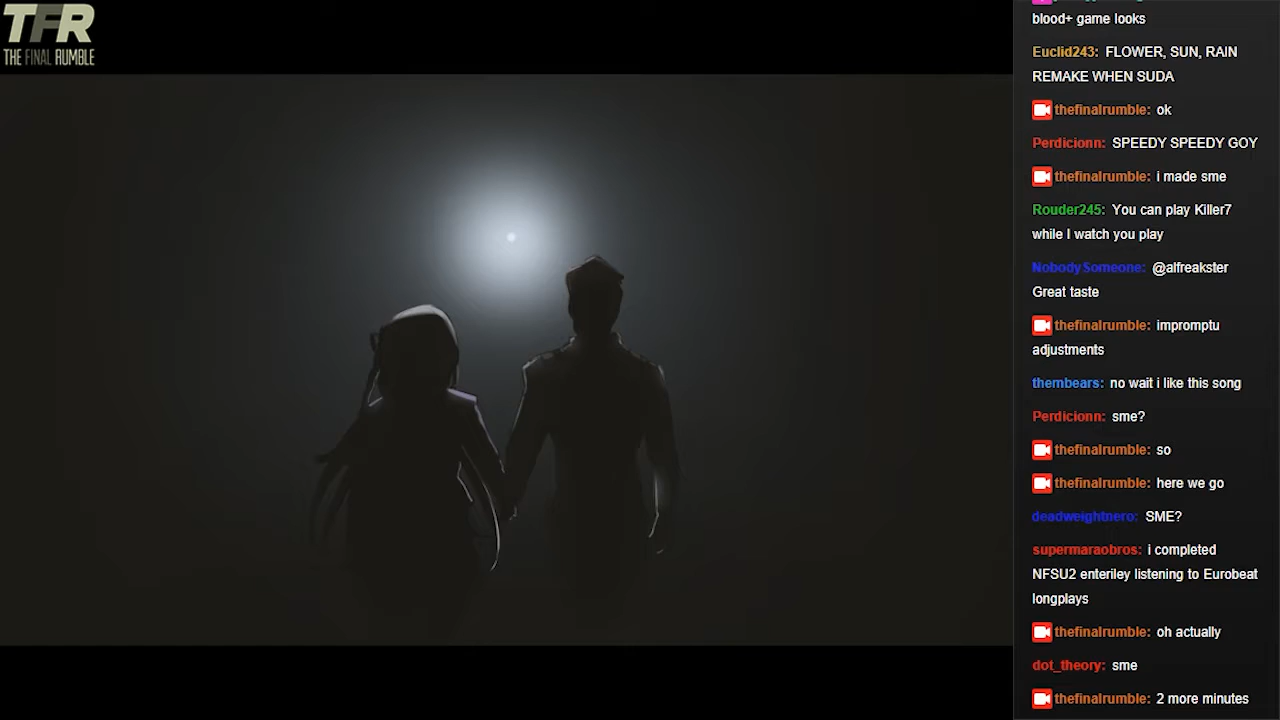 TFR
THE FINAL RUMBLE
blood+ game looks
Euclid243: FLOWER, SUN, RAIN
REMAKE WHEN SUDA
thefinalrumble: ok
Perdicionn: SPEEDY SPEEDY GOY
thefinalrumble: i made sme
Rouder245: You can play Killer7
while I watch you play
NobodySomeone: @alfreakster
Great taste
thefinalrumble: impromptu
adjustments
thernbears: no wait i like this song
Perdicionn: sme?
thefinalrumble: so
thefinalrumble: here we go
deadweightnero: SME?
supermaraobros: i completed
NFSU2 enteriley listening to Eurobeat
longplays
thefinalrumble: oh actually
dot_theory: sme
thefinalrumble: 2 more minutes